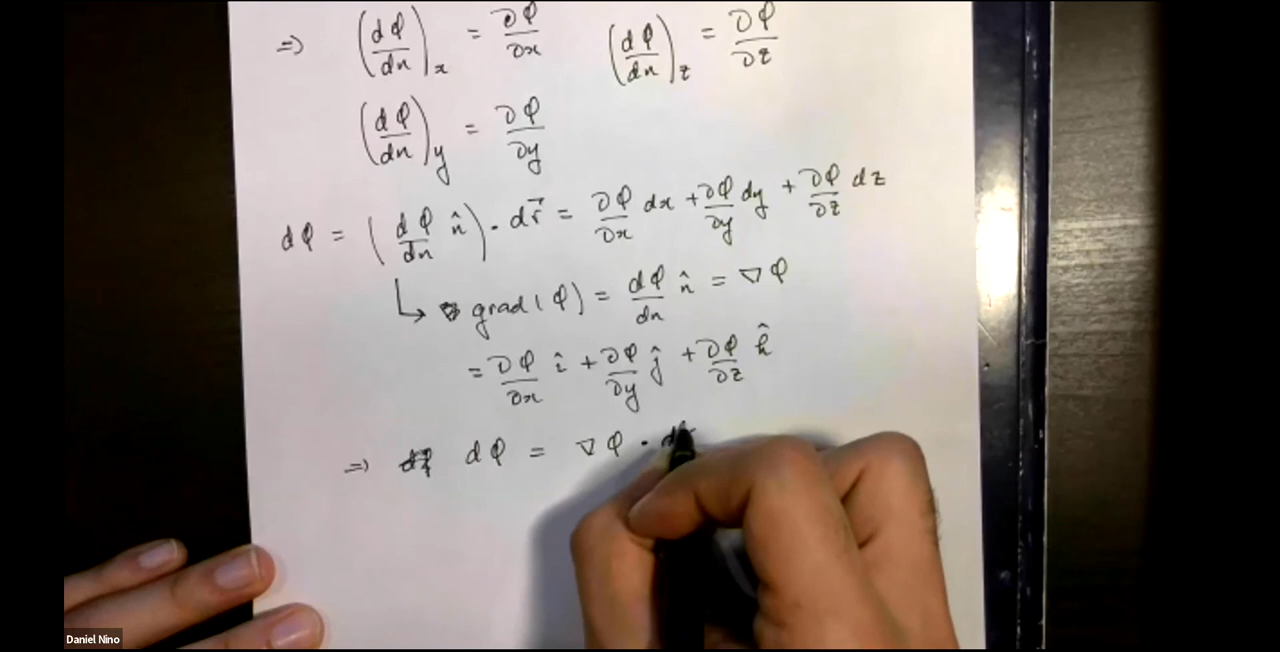 ⇒ (dφ/dn)_x = ∂φ/∂x (dφ/dn)_z = ∂φ/∂z
(dφ/dn)_y = ∂φ/∂y
dφ = (dφ/dn n̂) · dr⃗ = ∂φ/∂x dx + ∂φ/∂y dy + ∂φ/∂z dz
↳ grad(φ) = dφ/dn n̂ = ∇φ
= ∂φ/∂x î + ∂φ/∂y ĵ + ∂φ/∂z k̂
⇒ dφ = ∇φ · d
Daniel Nino